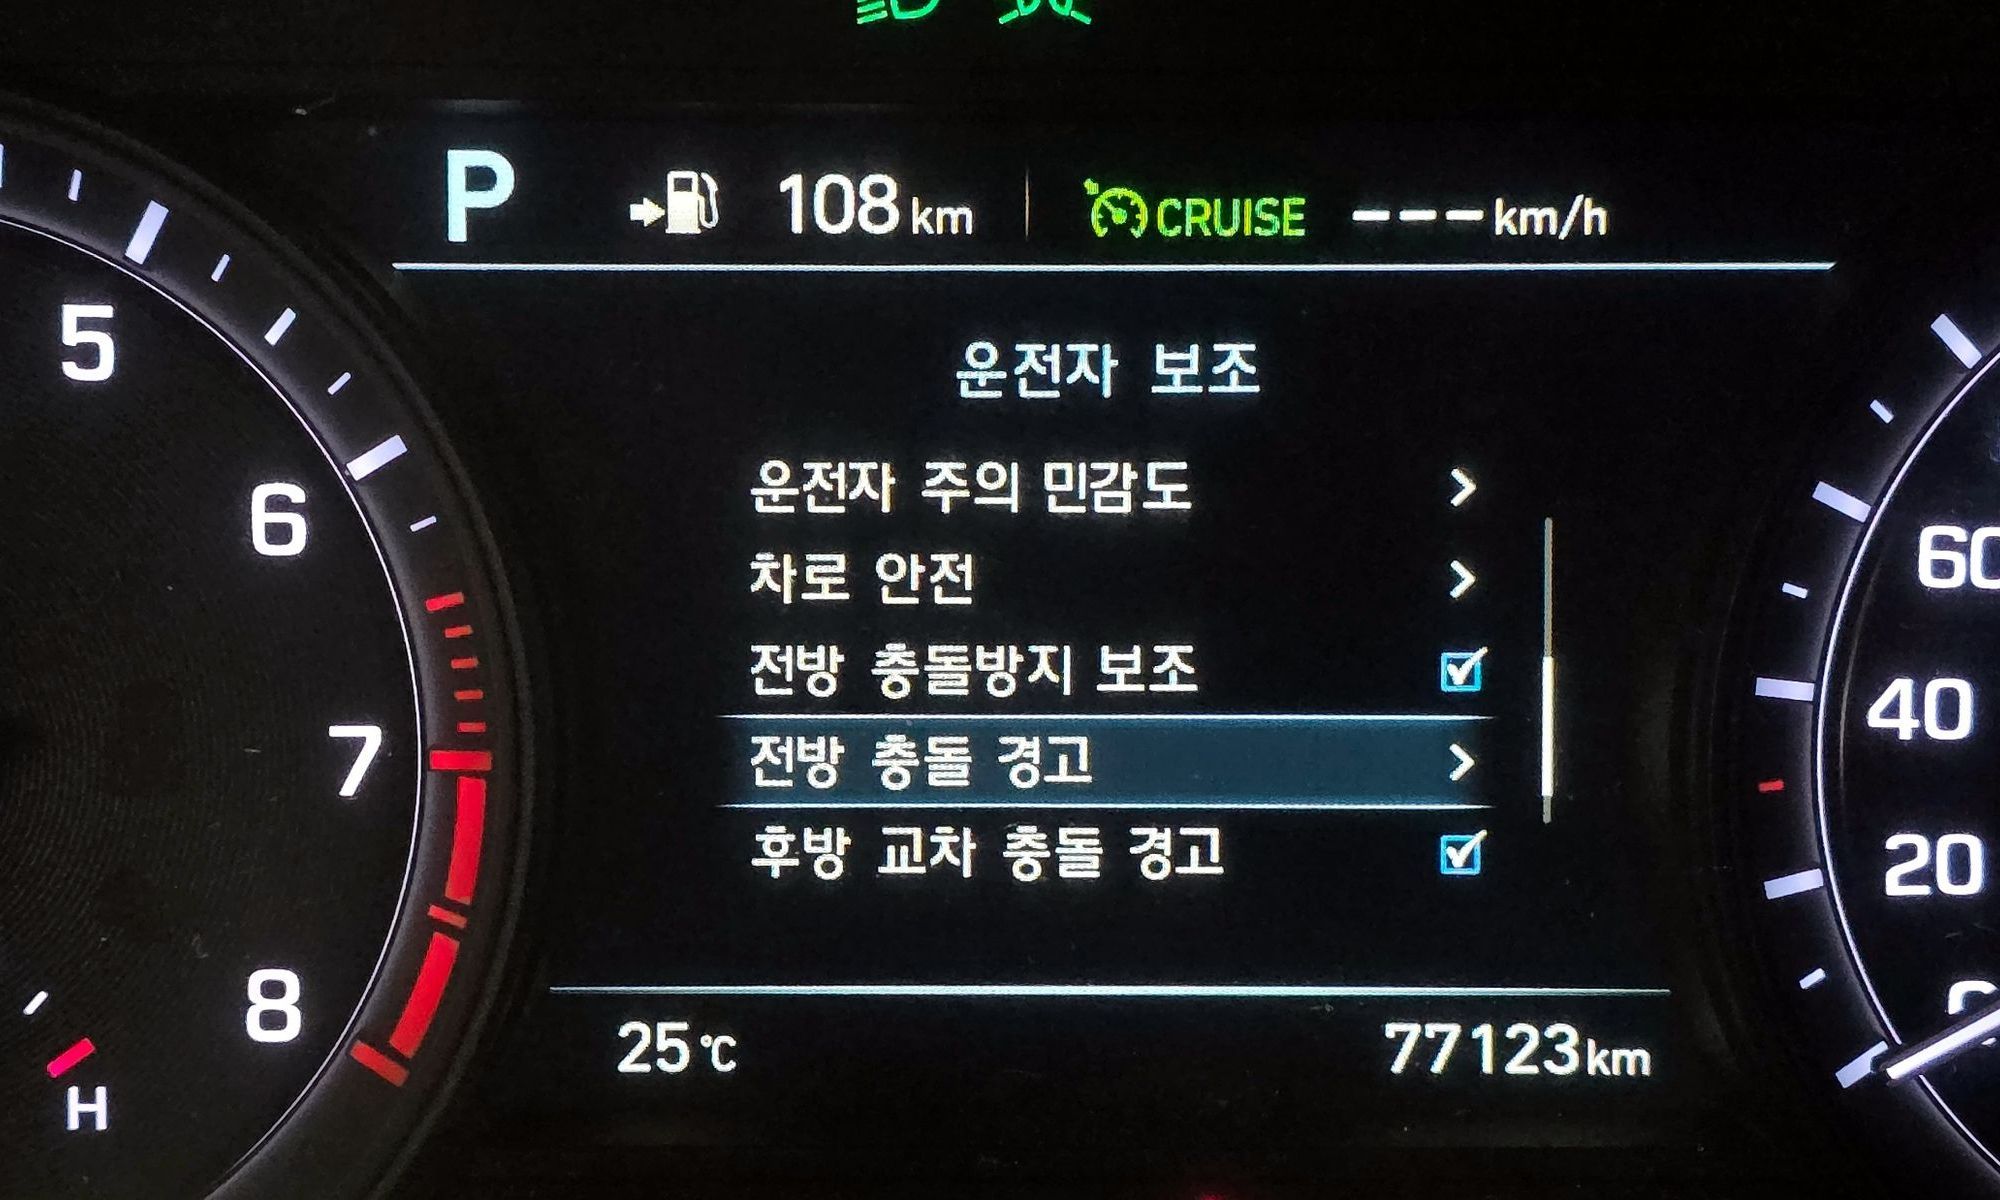 P 108 km CRUISE ---km/h
운전자 보조
운전자 주의 민감도
차로 안전
전방 충돌방지 보조
전방 충돌 경고
후방 교차 충돌 경고
25℃ 77123km
5
6
7
8
H
60
40
20